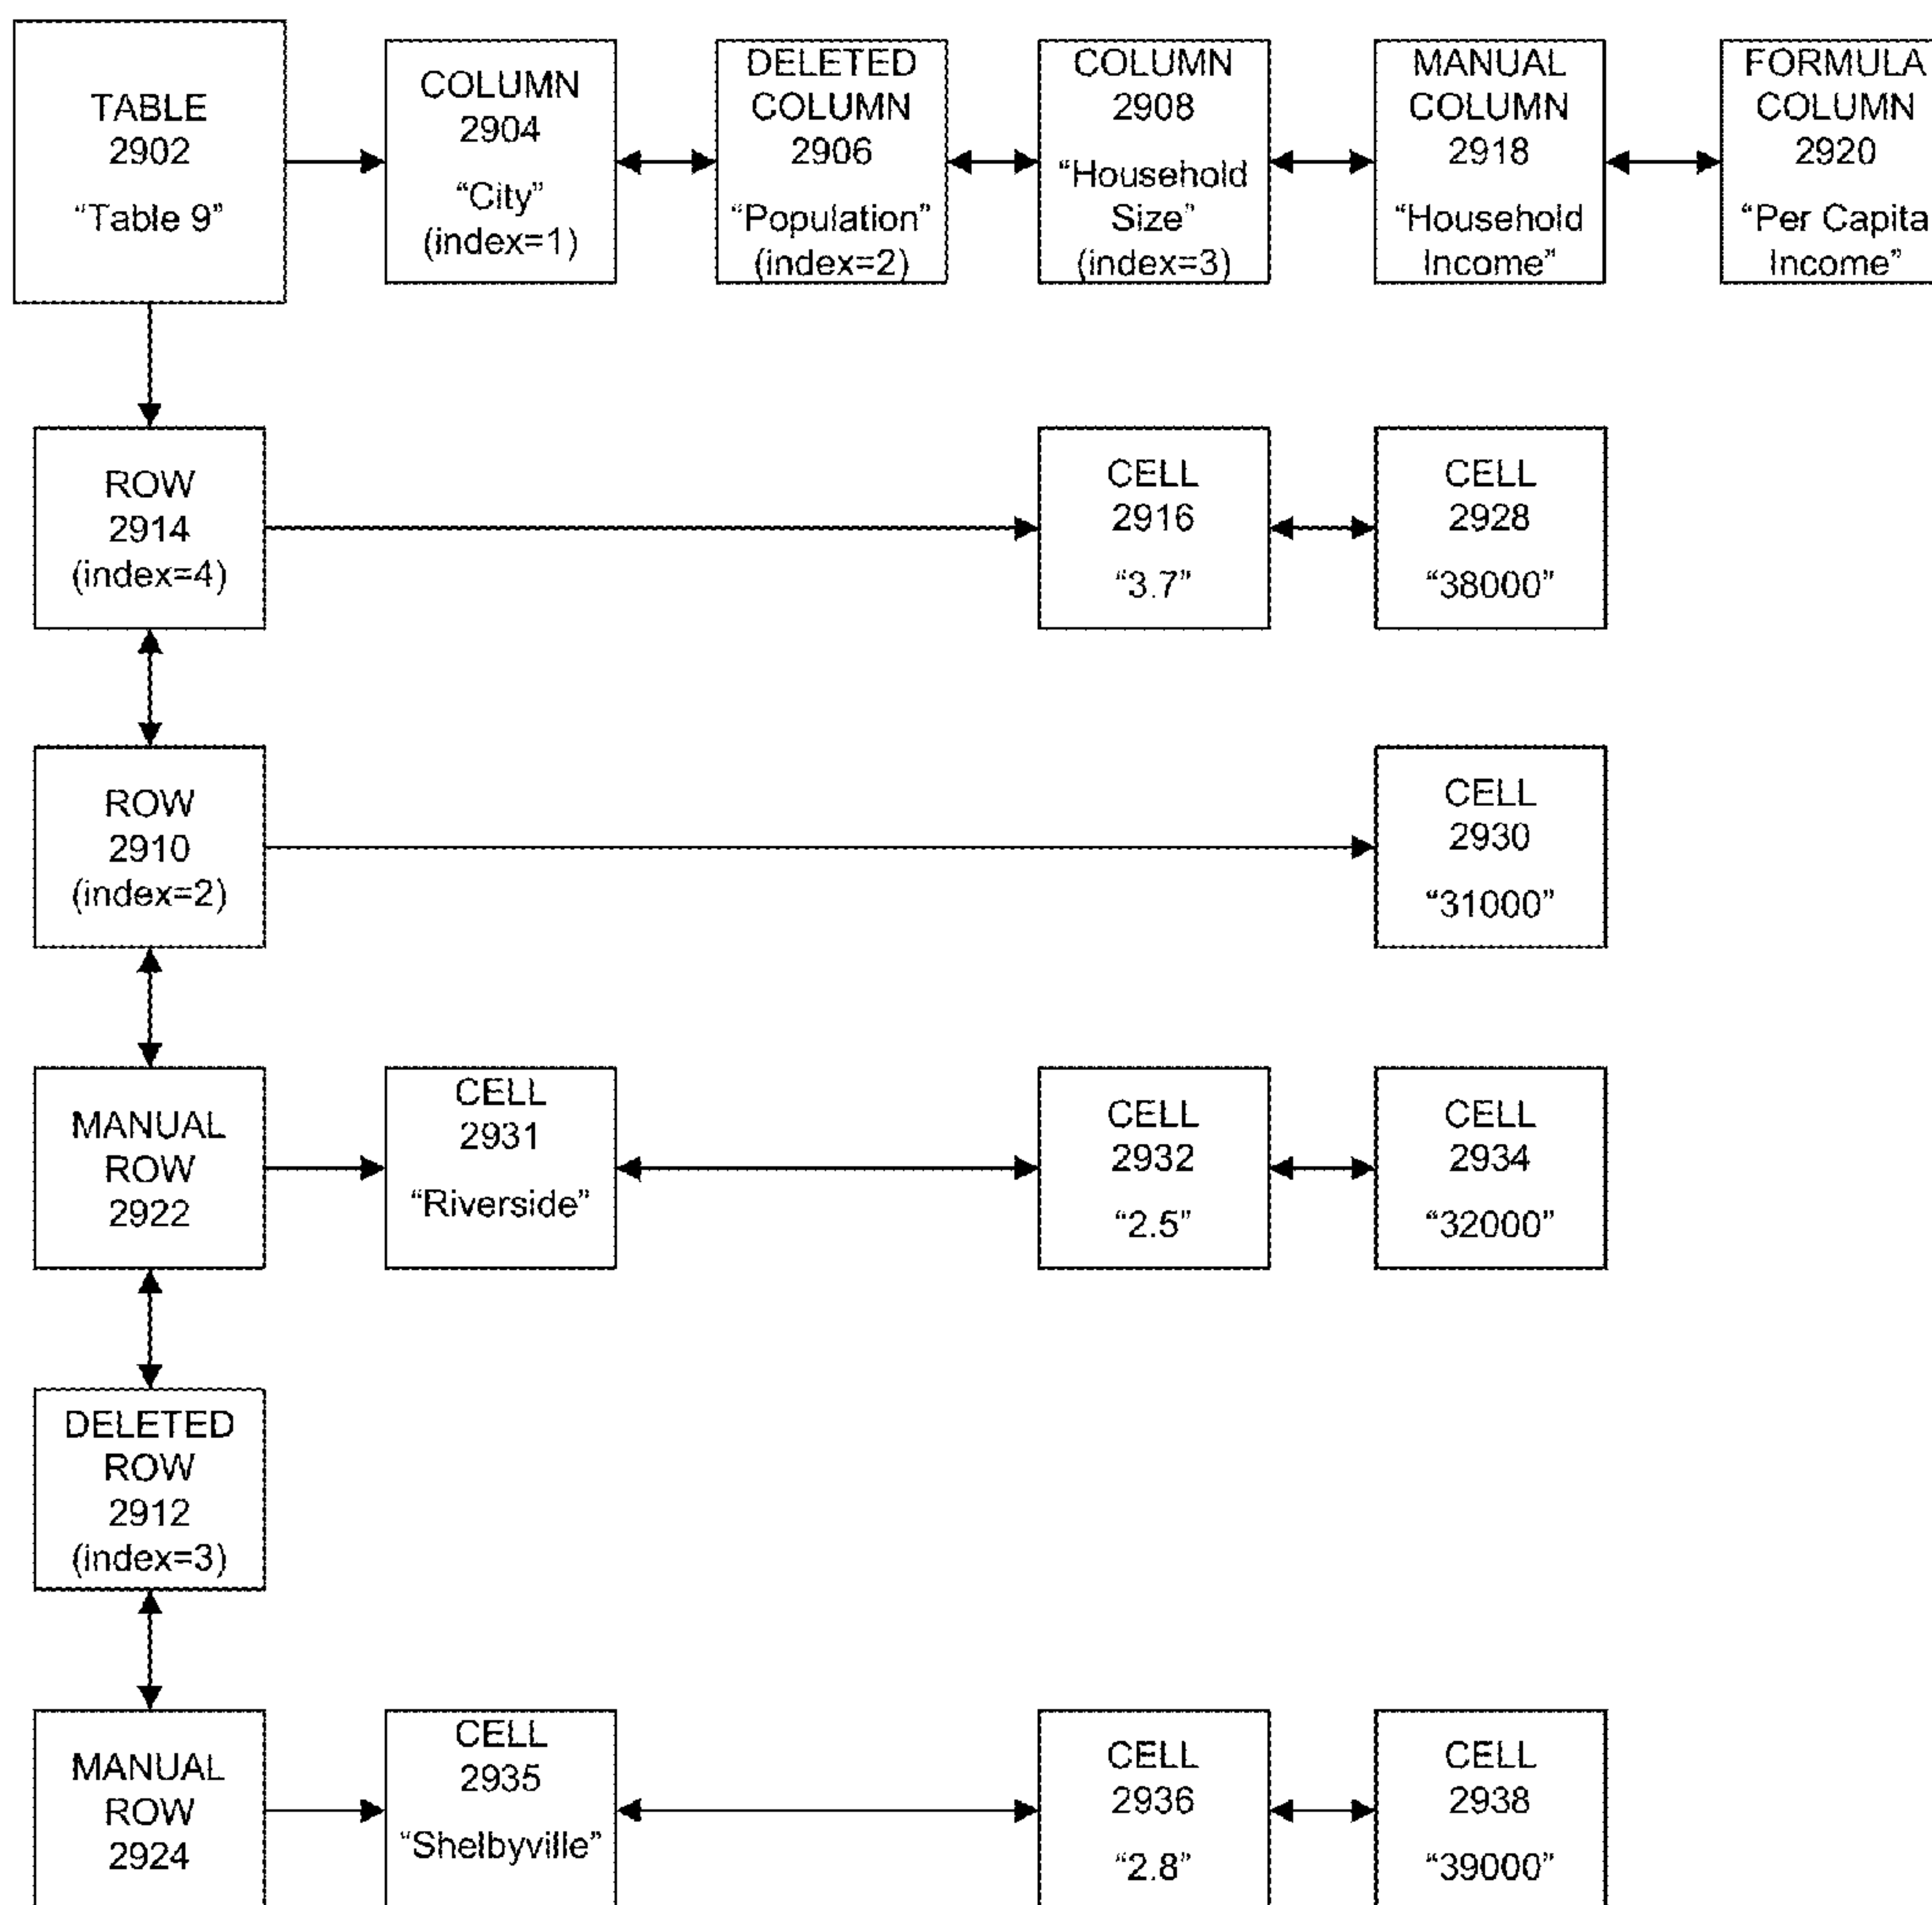 TABLE
2902
“Table 9”
COLUMN
2904
“City”
(index=1)
DELETED
COLUMN
2906
“Population”
(index=2)
COLUMN
2908
“Household
Size”
(index=3)
MANUAL
COLUMN
2918
“Household
Income”
FORMULA
COLUMN
2920
“Per Capita
Income”
ROW
2914
(index=4)
CELL
2916
“3.7”
CELL
2928
“38000”
ROW
2910
(index=2)
CELL
2930
“31000”
MANUAL
ROW
2922
CELL
2931
“Riverside”
CELL
2932
“2.5”
CELL
2934
“32000”
DELETED
ROW
2912
(index=3)
MANUAL
ROW
2924
CELL
2935
“Shelbyville”
CELL
2936
“2.8”
CELL
2938
“39000”